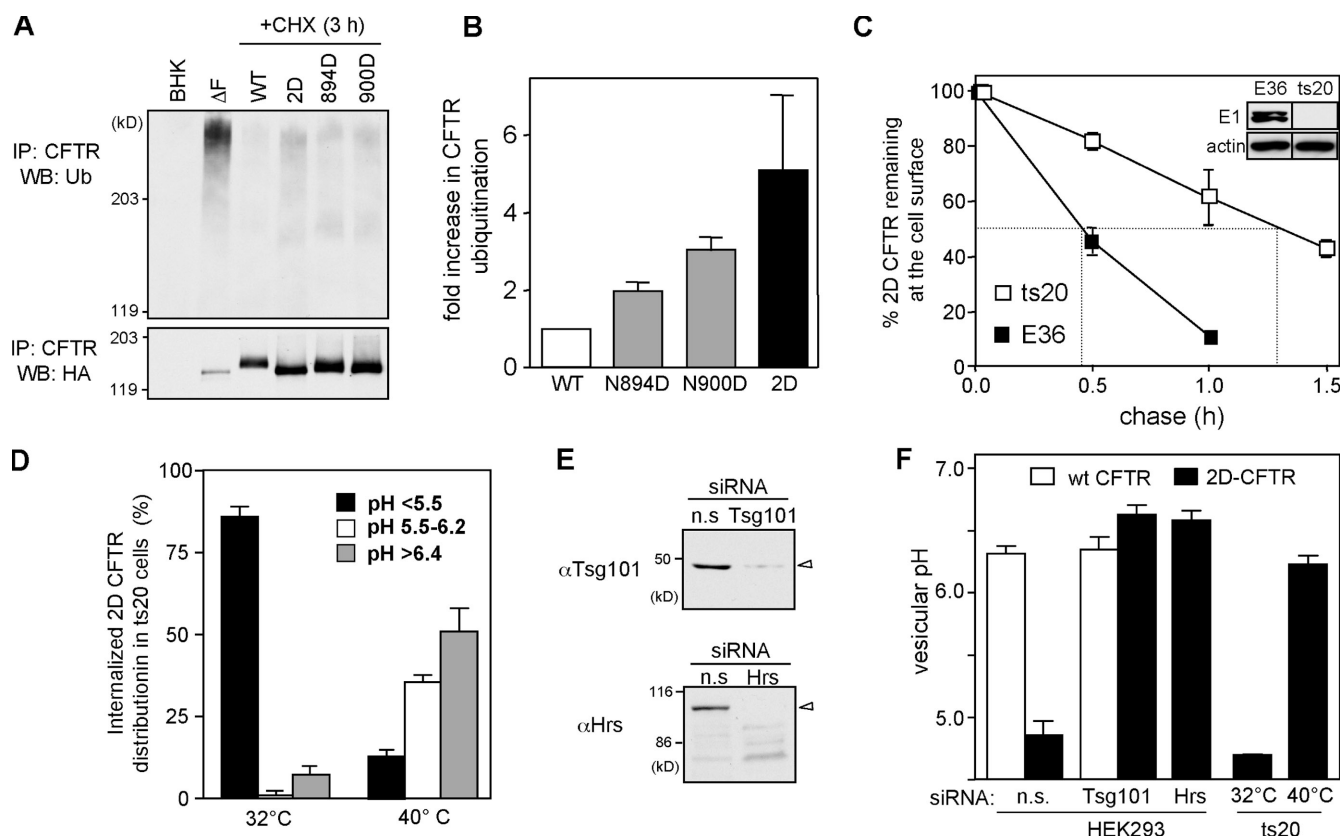 A
+CHX (3 h)
BHK ΔF WT 2D 894D 900D
(kD)
IP: CFTR
WB: Ub
203
119
IP: CFTR
WB: HA
203
119
B
fold increase in CFTR
ubiquitination
6
4
2
0
WT N894D N900D 2D
C
% 2D CFTR remaining
at the cell surface
100
80
60
40
20
0
E36 ts20
E1
actin
ts20
E36
0.0 0.5 1.0 1.5
chase (h)
D
Internalized 2D CFTR
distributionin in ts20 cells (%)
100
75
50
25
0
pH <5.5
pH 5.5-6.2
pH >6.4
32°C 40° C
E
siRNA
n.s Tsg101
αTsg101
50
(kD)
siRNA
n.s Hrs
αHrs
116
86
(kD)
F
vesicular pH
7.0
6.0
5.0
4.0
wt CFTR 2D-CFTR
siRNA: n.s. Tsg101 Hrs 32°C 40°C
HEK293 ts20